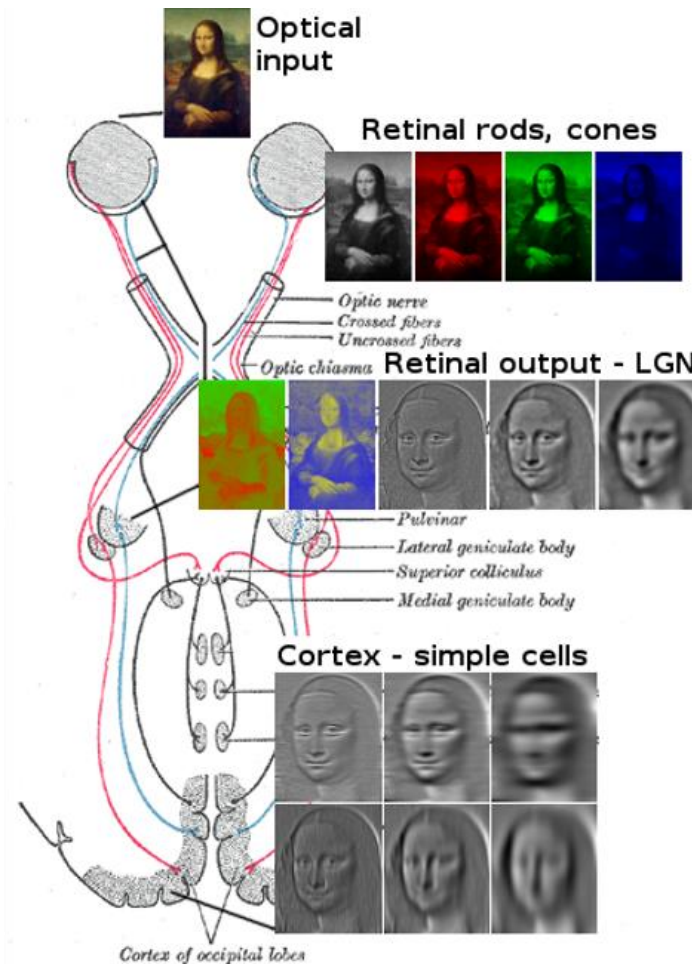 Optical
input
Retinal rods, cones
Optic nerve
Crossed fibers
Uncrossed fibers
Optic chiasma
Retinal output - LGN
Pulvinar
Lateral geniculate body
Superior colliculus
Medial geniculate body
Cortex - simple cells
Cortex of occipital lobes